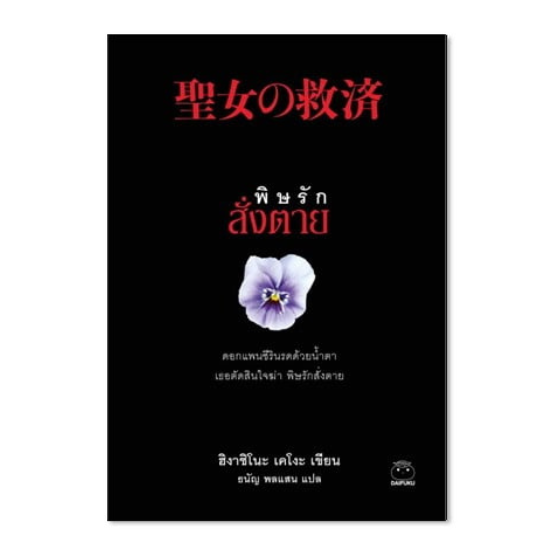 聖女の救済
พิษรัก
สั่งตาย
ดอกแพนซีรินรดด้วยน้ำตา
เธอตัดสินใจฆ่า พิษรักสั่งตาย
ฮิงาชิโนะ เคโงะ เขียน
ธนัญ พลแสน แปล
DAIFUKU